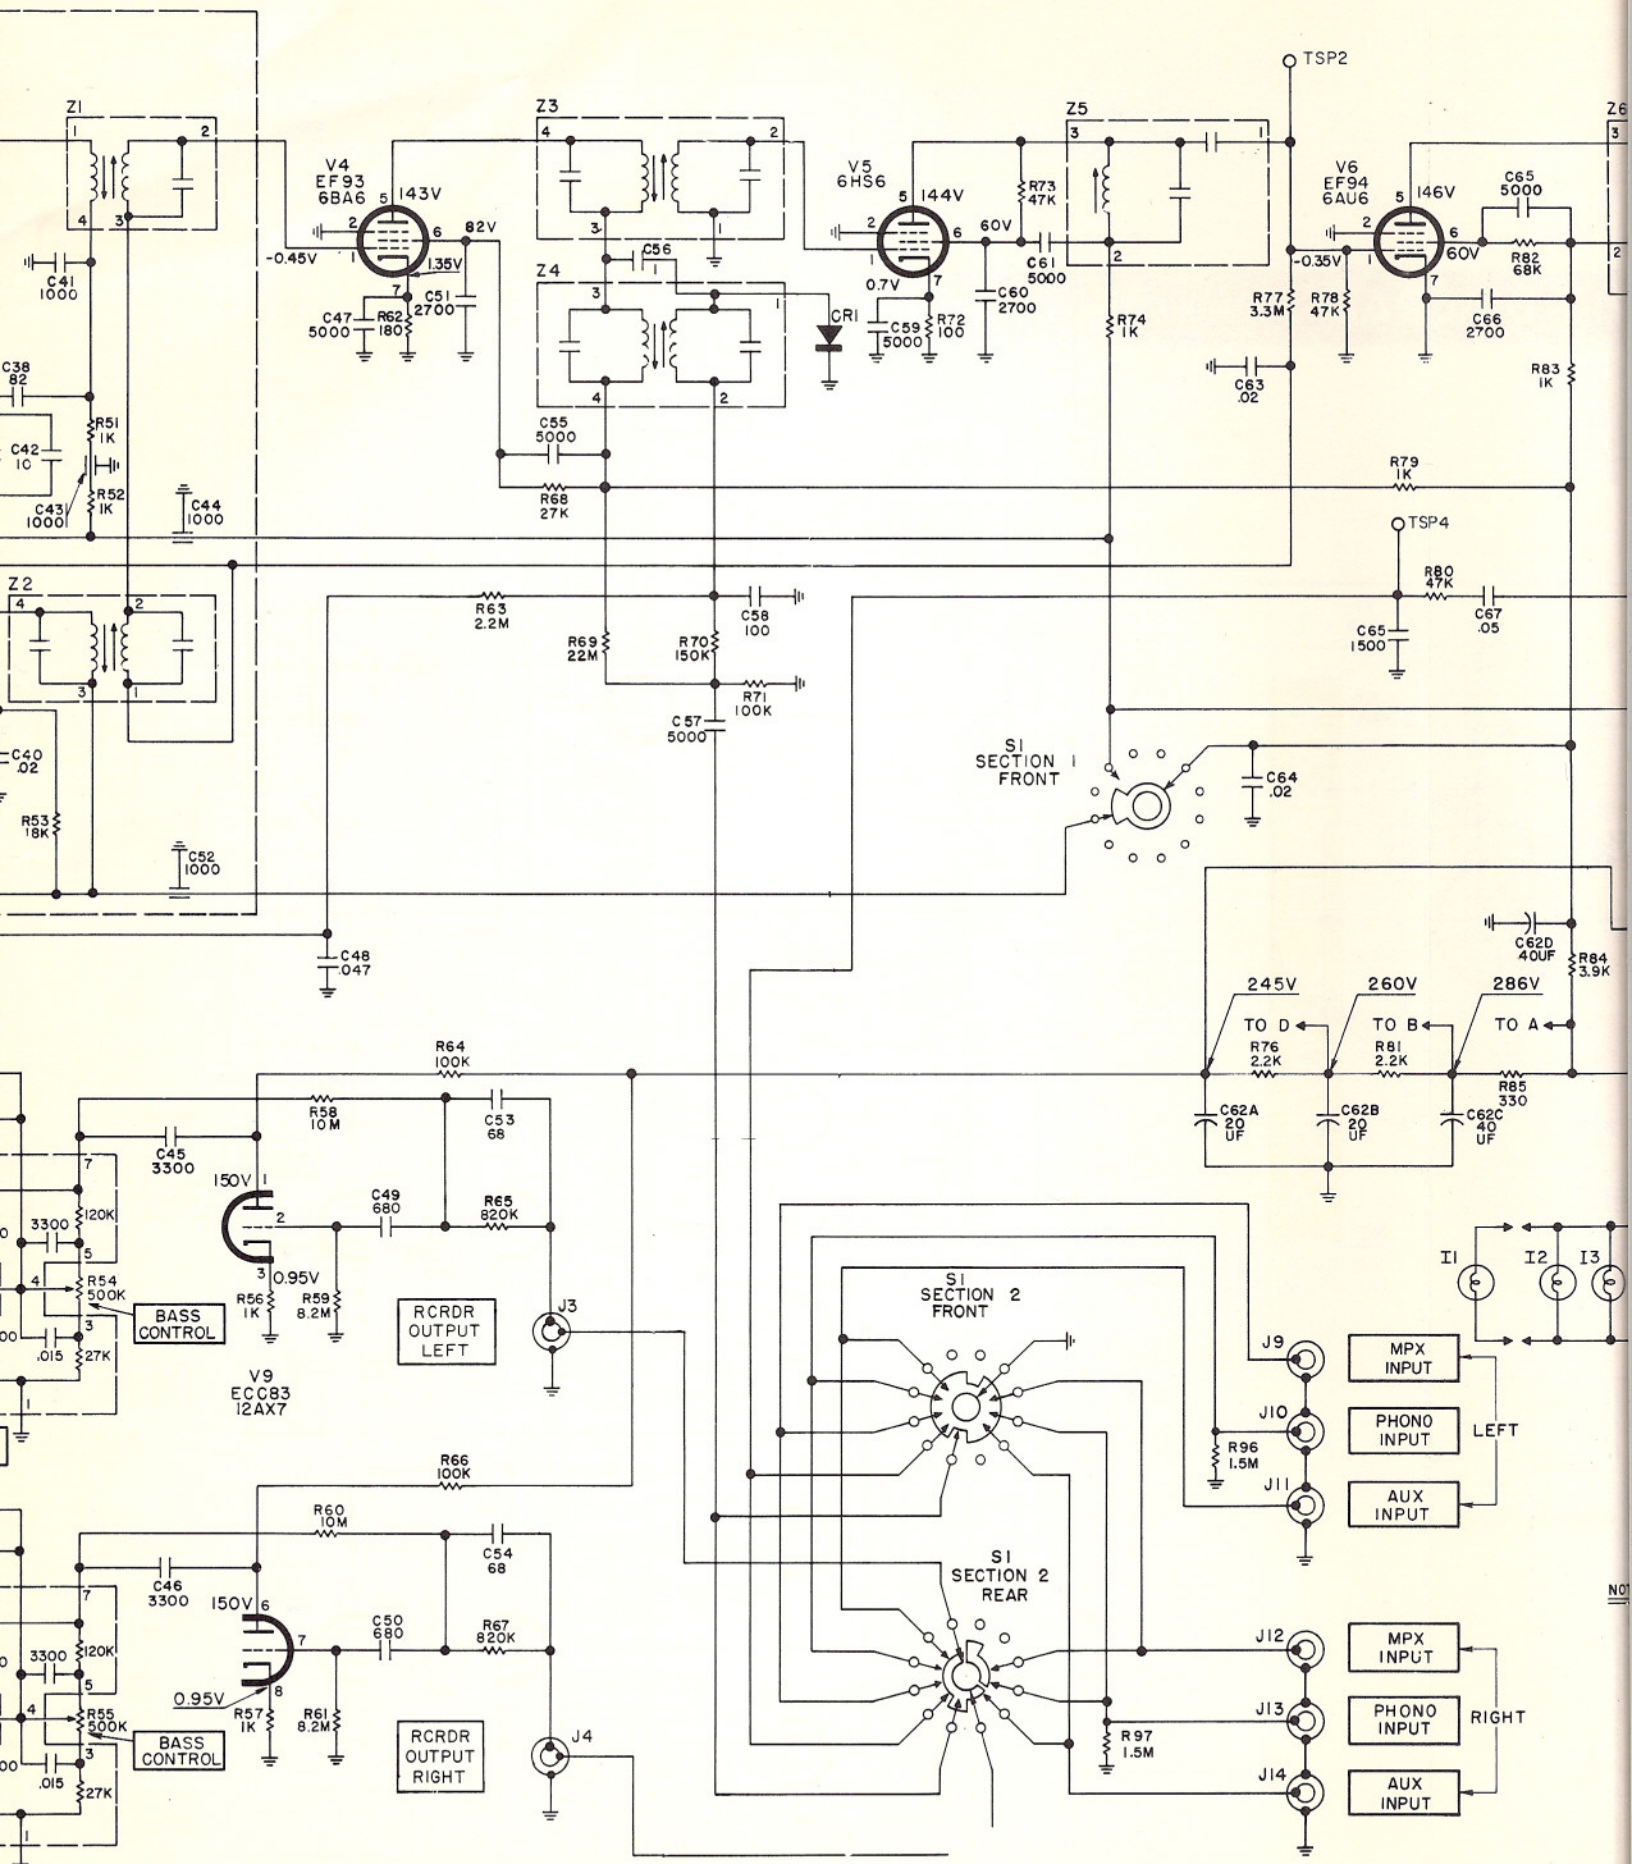 TSP2
Z1
Z3
Z5
Z6
1
2
4
2
3
1
3
V4
EF93
6BA6
5
143V
V5
6HS6
5
144V
R73
47K
V6
EF94
6AU6
5
146V
C65
5000
4
3
2
6
82V
3
2
6
60V
2
6
60V
R82
68K
2
-0.45V
1
1.35V
1
0.7V
C61
5000
2
-0.35V
1
C41
1000
7
C47
5000
R62
180
C51
2700
C56
Z4
3
1
1
CR1
7
C59
5000
R72
100
C60
2700
R74
1K
R77
3.3M
R78
47K
7
C66
2700
C38
82
4
2
C63
.02
R83
1K
R51
1K
C42
10
C55
5000
R79
1K
C43
1000
R52
1K
C44
1000
R68
27K
TSP4
Z2
4
2
R63
2.2M
C58
100
R80
47K
C67
.05
R69
22M
R70
150K
C65
1500
3
1
R71
100K
C57
5000
C40
.02
S1
SECTION 1
FRONT
C64
.02
R53
18K
C52
1000
C62D
40UF
R84
3.9K
C48
.047
245V
260V
286V
TO D
TO B
TO A
R64
100K
R76
2.2K
R81
2.2K
R85
330
R58
10M
C53
68
C62A
20
UF
C62B
20
UF
C62C
40
UF
C45
3300
7
150V
1
C49
680
R65
820K
120K
3300
5
2
I1
I2
I3
4
R54
500K
3
0.95V
R56
1K
R59
8.2M
BASS
CONTROL
3
.015
27K
1
RCRDR
OUTPUT
LEFT
J3
S1
SECTION 2
FRONT
J9
MPX
INPUT
V9
ECC83
12AX7
J10
PHONO
INPUT
LEFT
R96
1.5M
R66
100K
J11
AUX
INPUT
R60
10M
C54
68
S1
SECTION 2
REAR
C46
3300
7
150V
6
C50
680
R67
820K
NOT
120K
3300
5
7
J12
MPX
INPUT
0.95V
8
4
R55
500K
R57
1K
R61
8.2M
BASS
CONTROL
3
.015
27K
1
RCRDR
OUTPUT
RIGHT
J4
J13
PHONO
INPUT
RIGHT
R97
1.5M
J14
AUX
INPUT